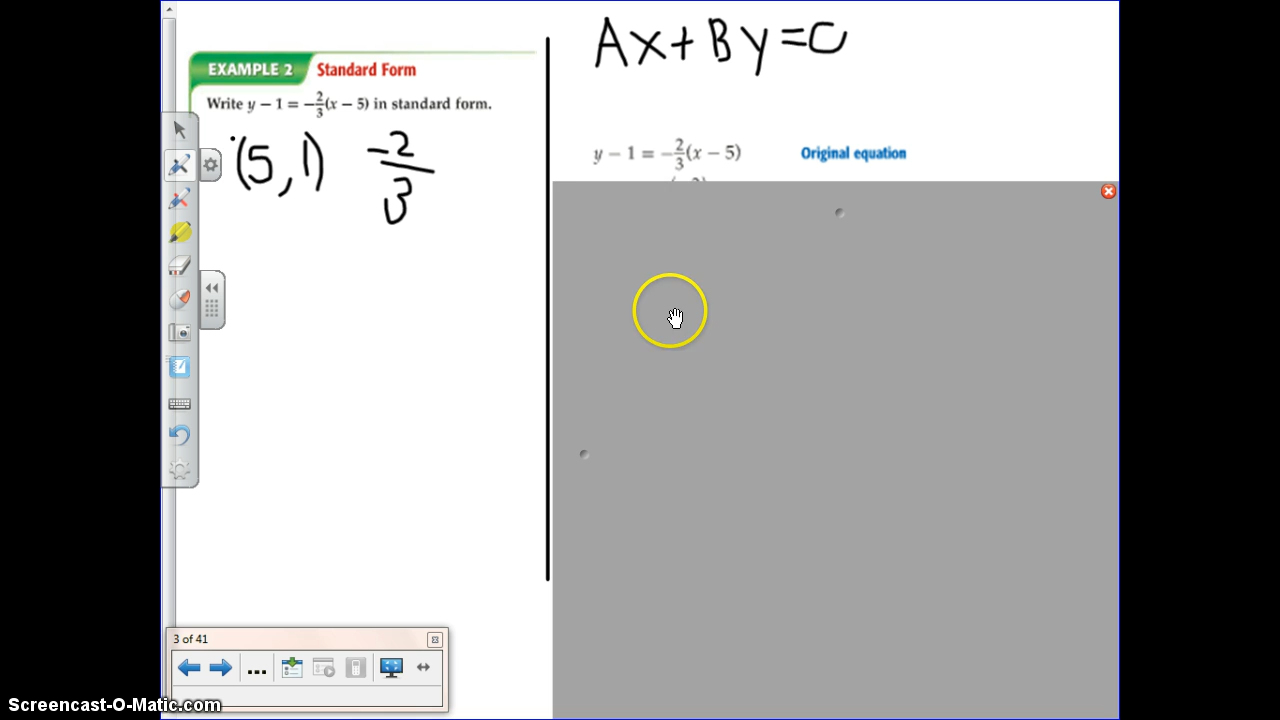 Ax + By = C
EXAMPLE 2 Standard Form
Write y − 1 = −2/3(x − 5) in standard form.
(5, 1) −2/3
y − 1 = −2/3(x − 5) Original equation
3 of 41
...
Screencast-O-Matic.com